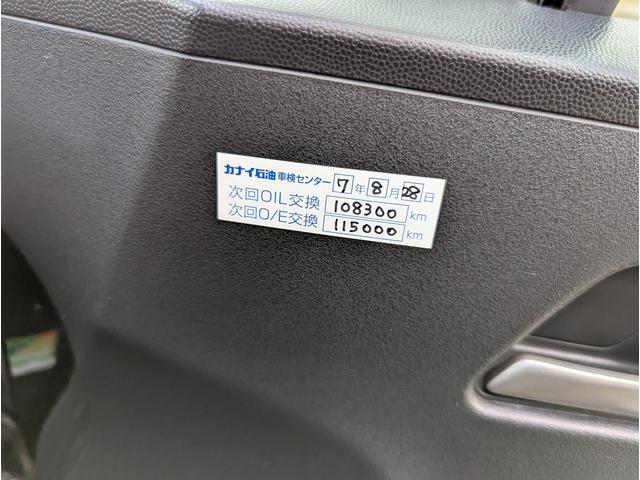 カナイ石油車検センター 7年8月28日
次回OIL交換 108300 km
次回O/E交換 115000 km